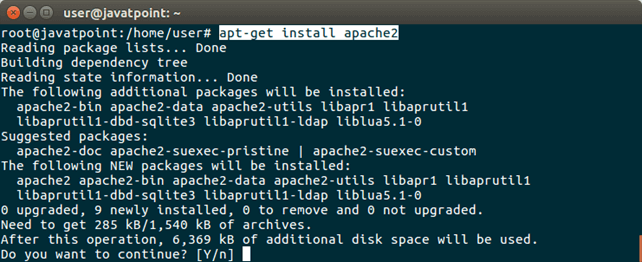 user@javatpoint: ~
root@javatpoint:/home/user# apt-get install apache2
Reading package lists... Done
Building dependency tree
Reading state information... Done
The following additional packages will be installed:
  apache2-bin apache2-data apache2-utils libapr1 libaprutil1
  libaprutil1-dbd-sqlite3 libaprutil1-ldap liblua5.1-0
Suggested packages:
  apache2-doc apache2-suexec-pristine | apache2-suexec-custom
The following NEW packages will be installed:
  apache2 apache2-bin apache2-data apache2-utils libapr1 libaprutil1
  libaprutil1-dbd-sqlite3 libaprutil1-ldap liblua5.1-0
0 upgraded, 9 newly installed, 0 to remove and 0 not upgraded.
Need to get 285 kB/1,540 kB of archives.
After this operation, 6,369 kB of additional disk space will be used.
Do you want to continue? [Y/n]